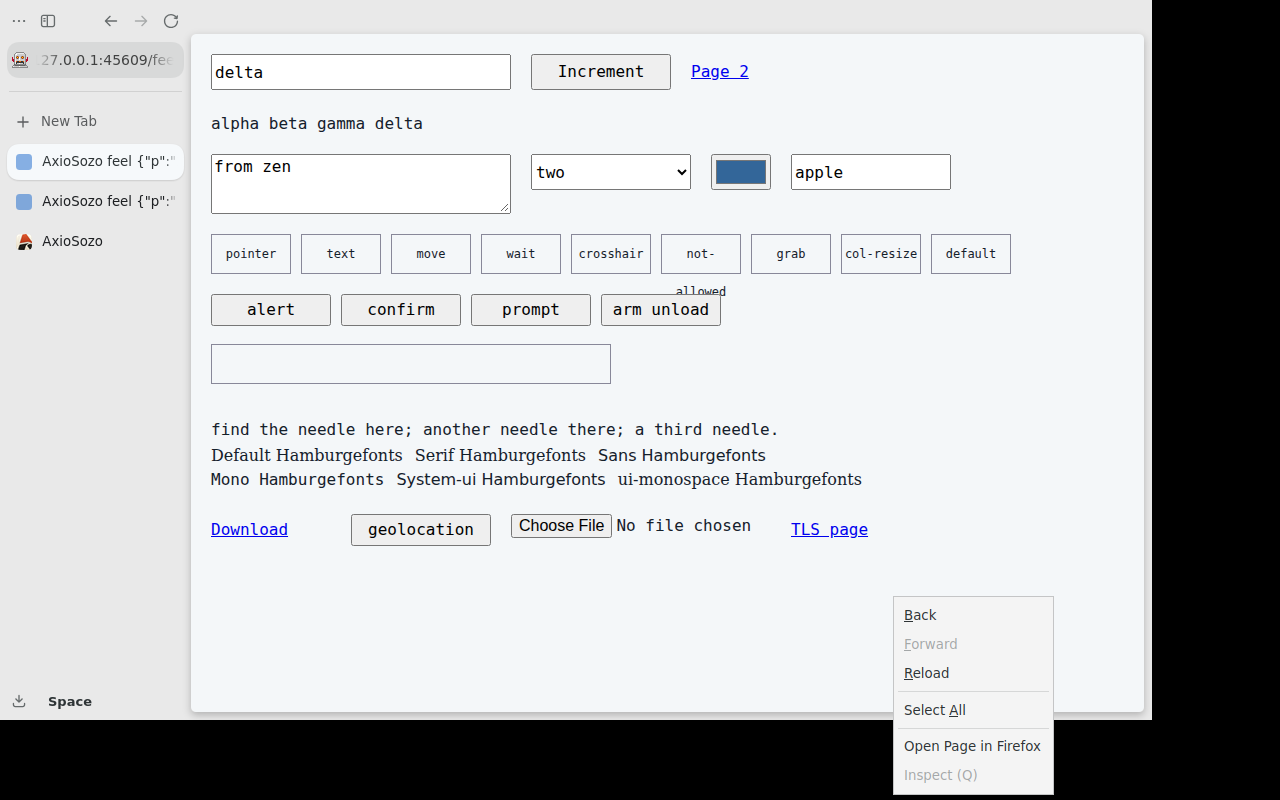 27.0.0.1:45609/fee
New Tab
AxioSozo feel {"p":"
AxioSozo feel {"p":"
AxioSozo
Space
delta
Increment
Page 2
alpha beta gamma delta
from zen
two
apple
pointer
text
move
wait
crosshair
not-allowed
grab
col-resize
default
alert
confirm
prompt
arm unload
find the needle here; another needle there; a third needle.
Default Hamburgefonts Serif Hamburgefonts Sans Hamburgefonts
Mono Hamburgefonts System-ui Hamburgefonts ui-monospace Hamburgefonts
Download
geolocation
Choose File No file chosen
TLS page
Back
Forward
Reload
Select All
Open Page in Firefox
Inspect (Q)